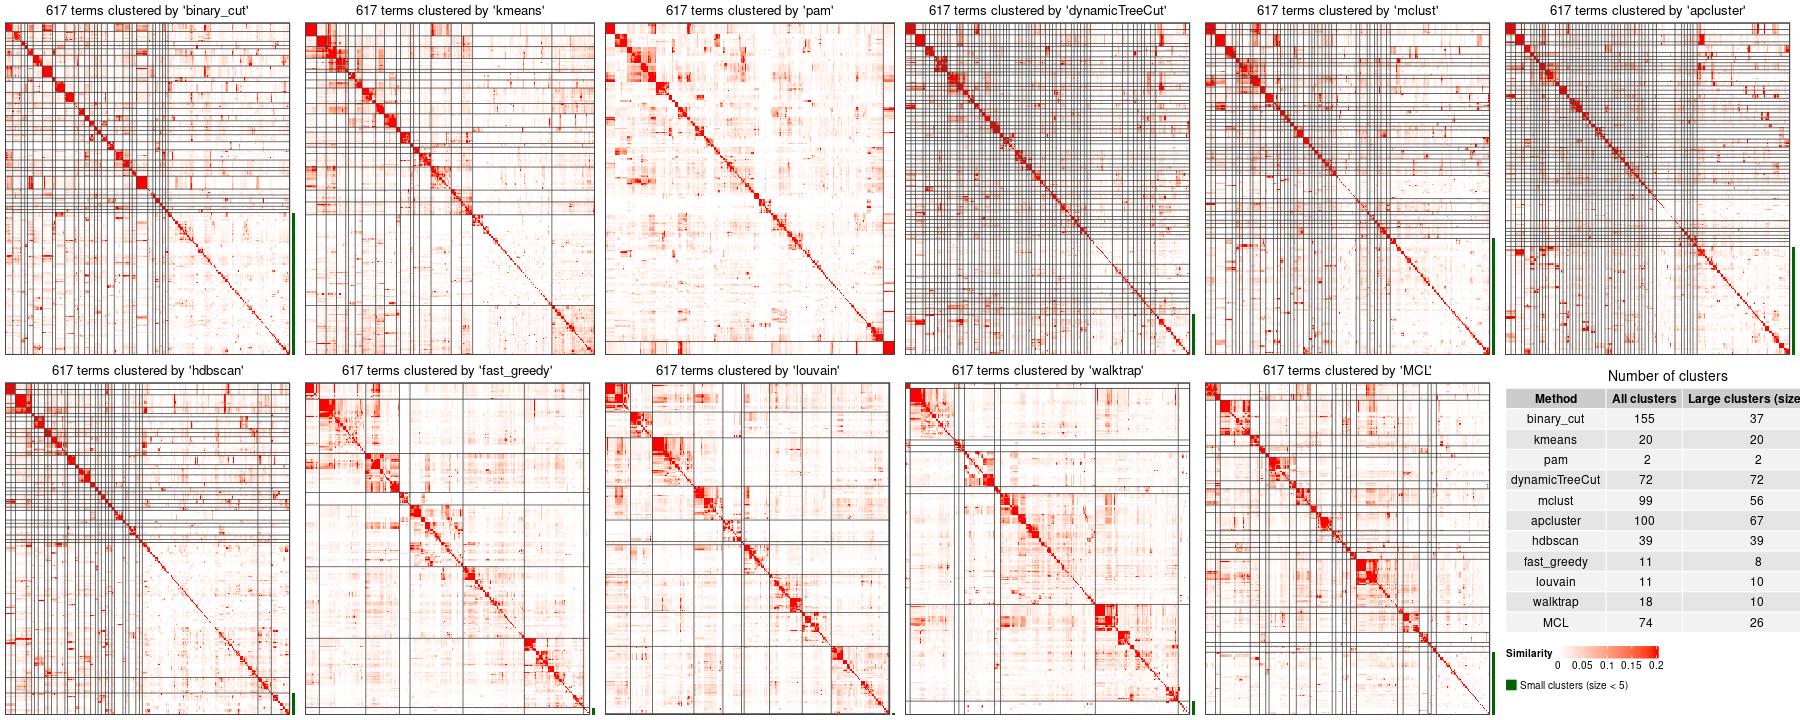 617 terms clustered by 'binary_cut'
617 terms clustered by 'kmeans'
617 terms clustered by 'pam'
617 terms clustered by 'dynamicTreeCut'
617 terms clustered by 'mclust'
617 terms clustered by 'apcluster'
617 terms clustered by 'hdbscan'
617 terms clustered by 'fast_greedy'
617 terms clustered by 'louvain'
617 terms clustered by 'walktrap'
617 terms clustered by 'MCL'
Number of clusters
Method All clusters Large clusters (size
binary_cut 155 37
kmeans 20 20
pam 2 2
dynamicTreeCut 72 72
mclust 99 56
apcluster 100 67
hdbscan 39 39
fast_greedy 11 8
louvain 11 10
walktrap 18 10
MCL 74 26
Similarity
0 0.05 0.1 0.15 0.2
Small clusters (size < 5)